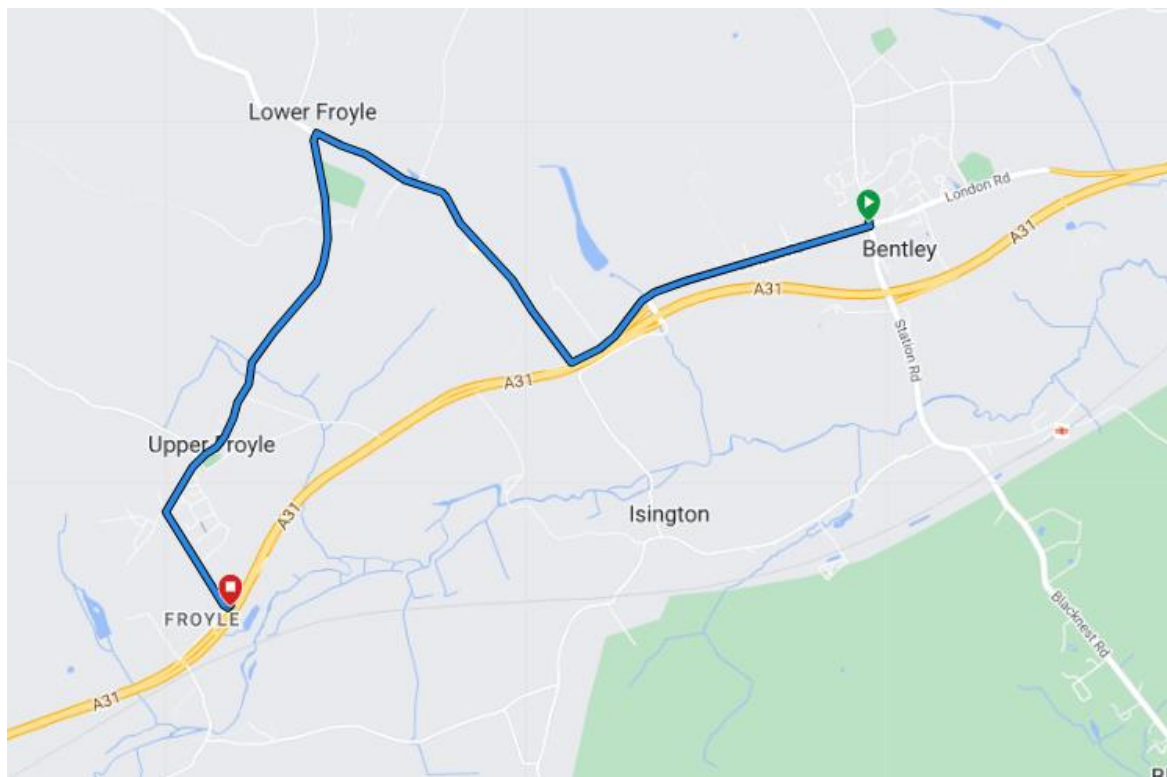 Lower Froyle
London Rd
A31
Bentley
A31
Station Rd
A31
Upper Froyle
A31
Isington
FROYLE
Blacknest Rd
A31